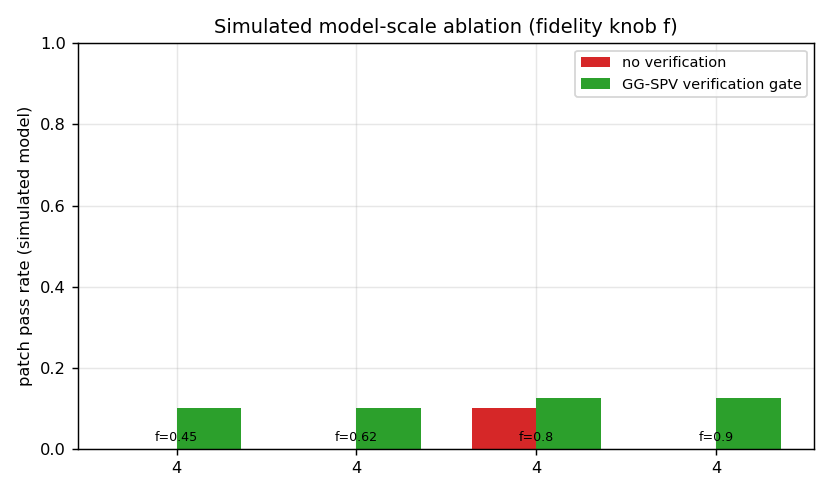 Simulated model-scale ablation (fidelity knob f)
no verification
GG-SPV verification gate
patch pass rate (simulated model)
1.0
0.8
0.6
0.4
0.2
0.0
f=0.45 f=0.62 f=0.8 f=0.9
4 4 4 4